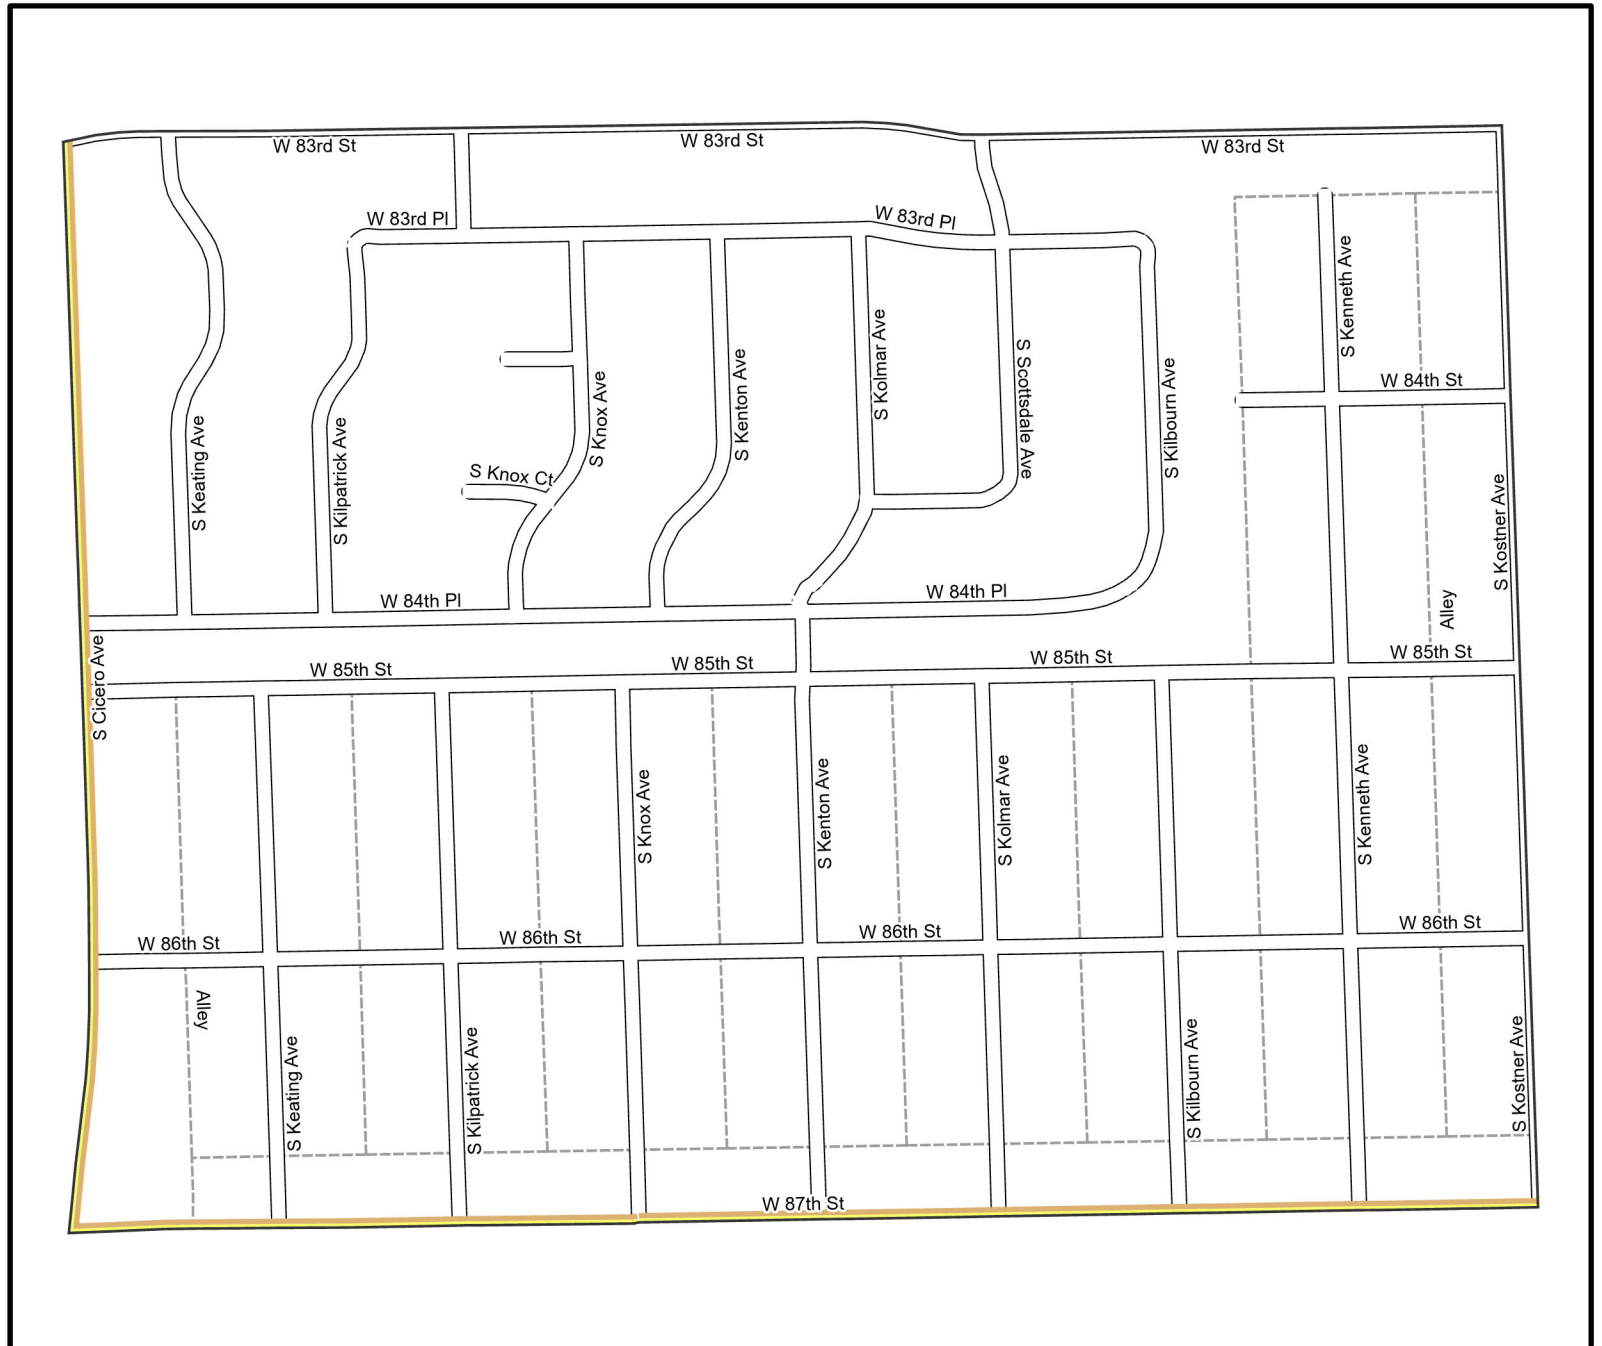 W 83rd St
W 83rd St
W 83rd St
W 83rd Pl
W 83rd Pl
S Kenneth Ave
S Kolmar Ave
S Scottsdale Ave
S Kenton Ave
S Kilbourn Ave
S Knox Ave
W 84th St
S Keating Ave
S Kilpatrick Ave
S Knox Ct
S Kostner Ave
W 84th Pl
W 84th Pl
Alley
S Cicero Ave
W 85th St
W 85th St
W 85th St
W 85th St
S Knox Ave
S Kenton Ave
S Kolmar Ave
S Kenneth Ave
W 86th St
W 86th St
W 86th St
W 86th St
Alley
S Keating Ave
S Kilpatrick Ave
S Kilbourn Ave
S Kostner Ave
W 87th St